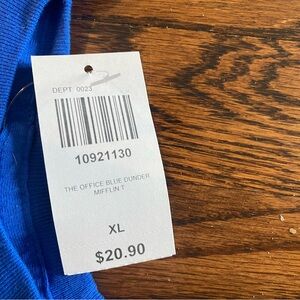 DEPT 0023
10921130
THE OFFICE BLUE DUNDER
MIFFLIN T
XL
$20.90